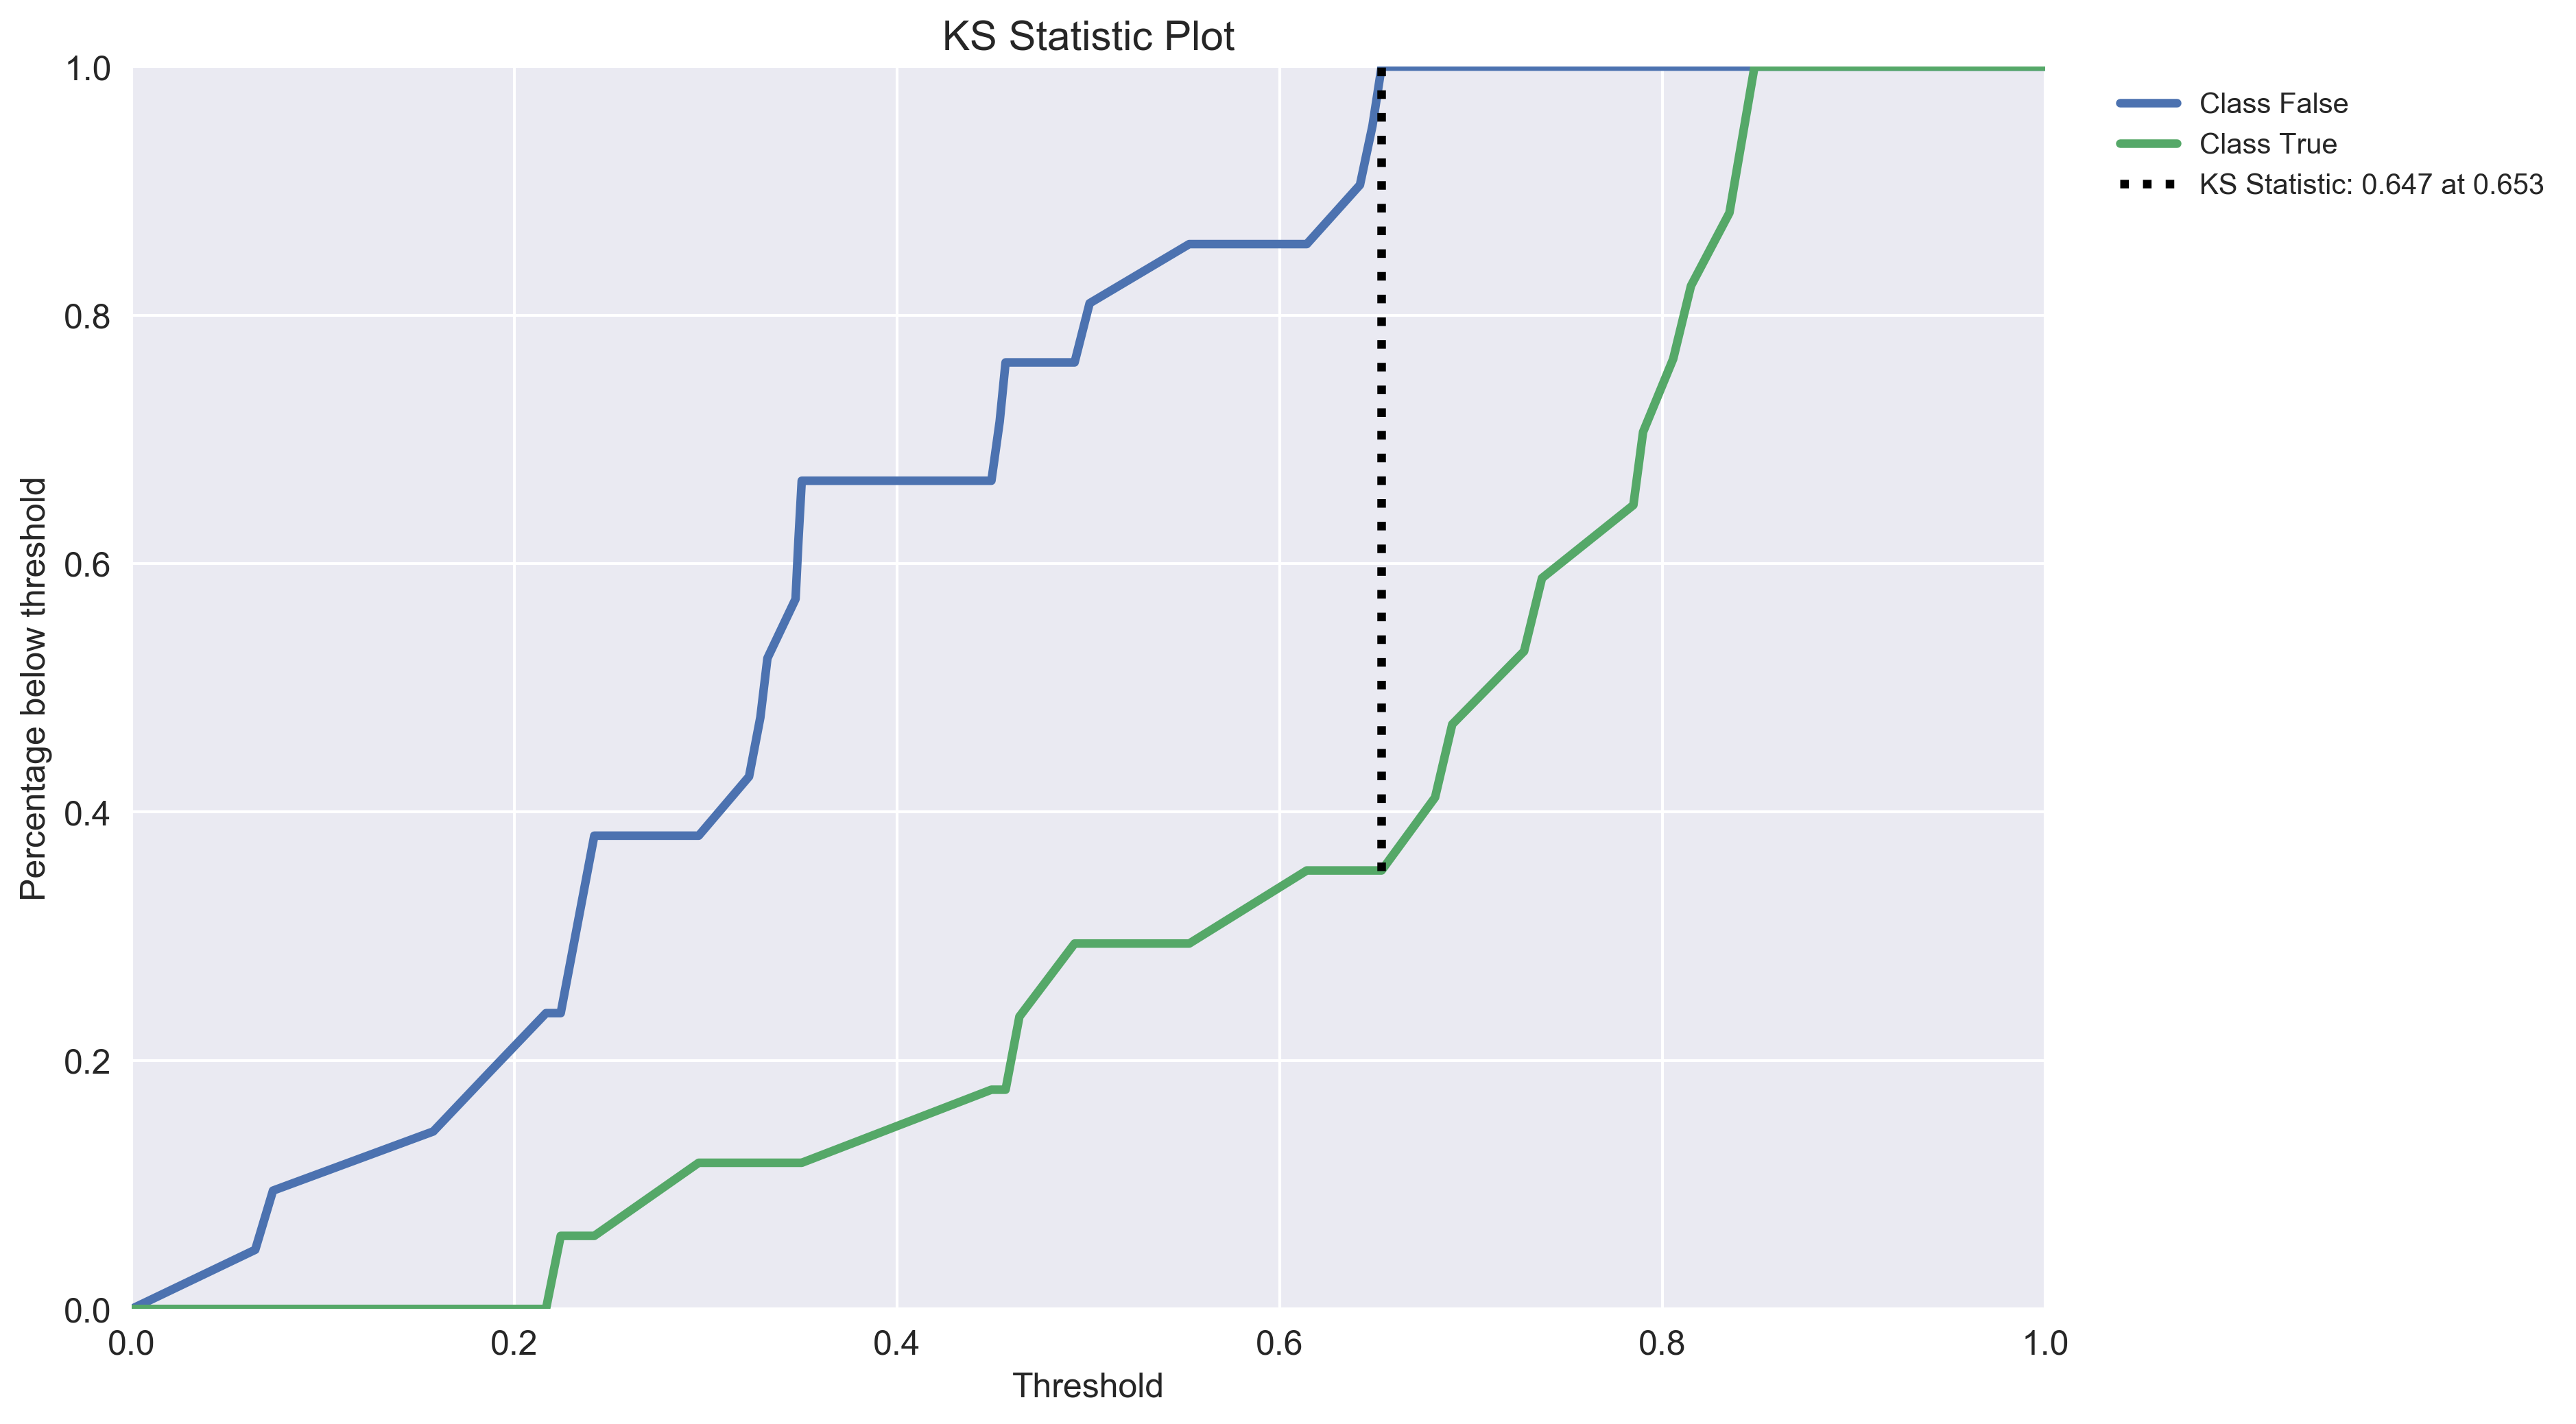 KS Statistic Plot
1.0
0.8
0.6
0.4
0.2
0.0
Percentage below threshold
0.0 0.2 0.4 0.6 0.8 1.0
Threshold
Class False
Class True
KS Statistic: 0.647 at 0.653